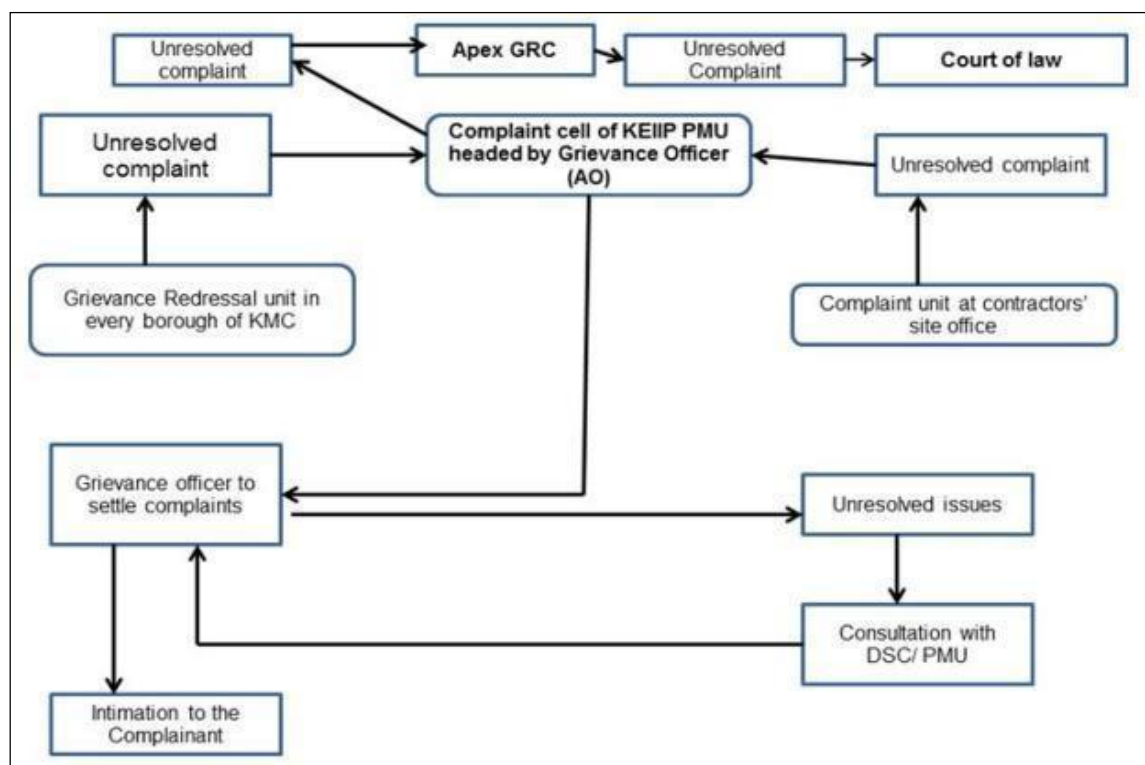 Unresolved
complaint
Apex GRC
Unresolved
Complaint
Court of law
Unresolved
complaint
Complaint cell of KEIIP PMU
headed by Grievance Officer
(AO)
Unresolved complaint
Grievance Redressal unit in
every borough of KMC
Complaint unit at contractors'
site office
Grievance officer to
settle complaints
Unresolved issues
Consultation with
DSC/ PMU
Intimation to the
Complainant